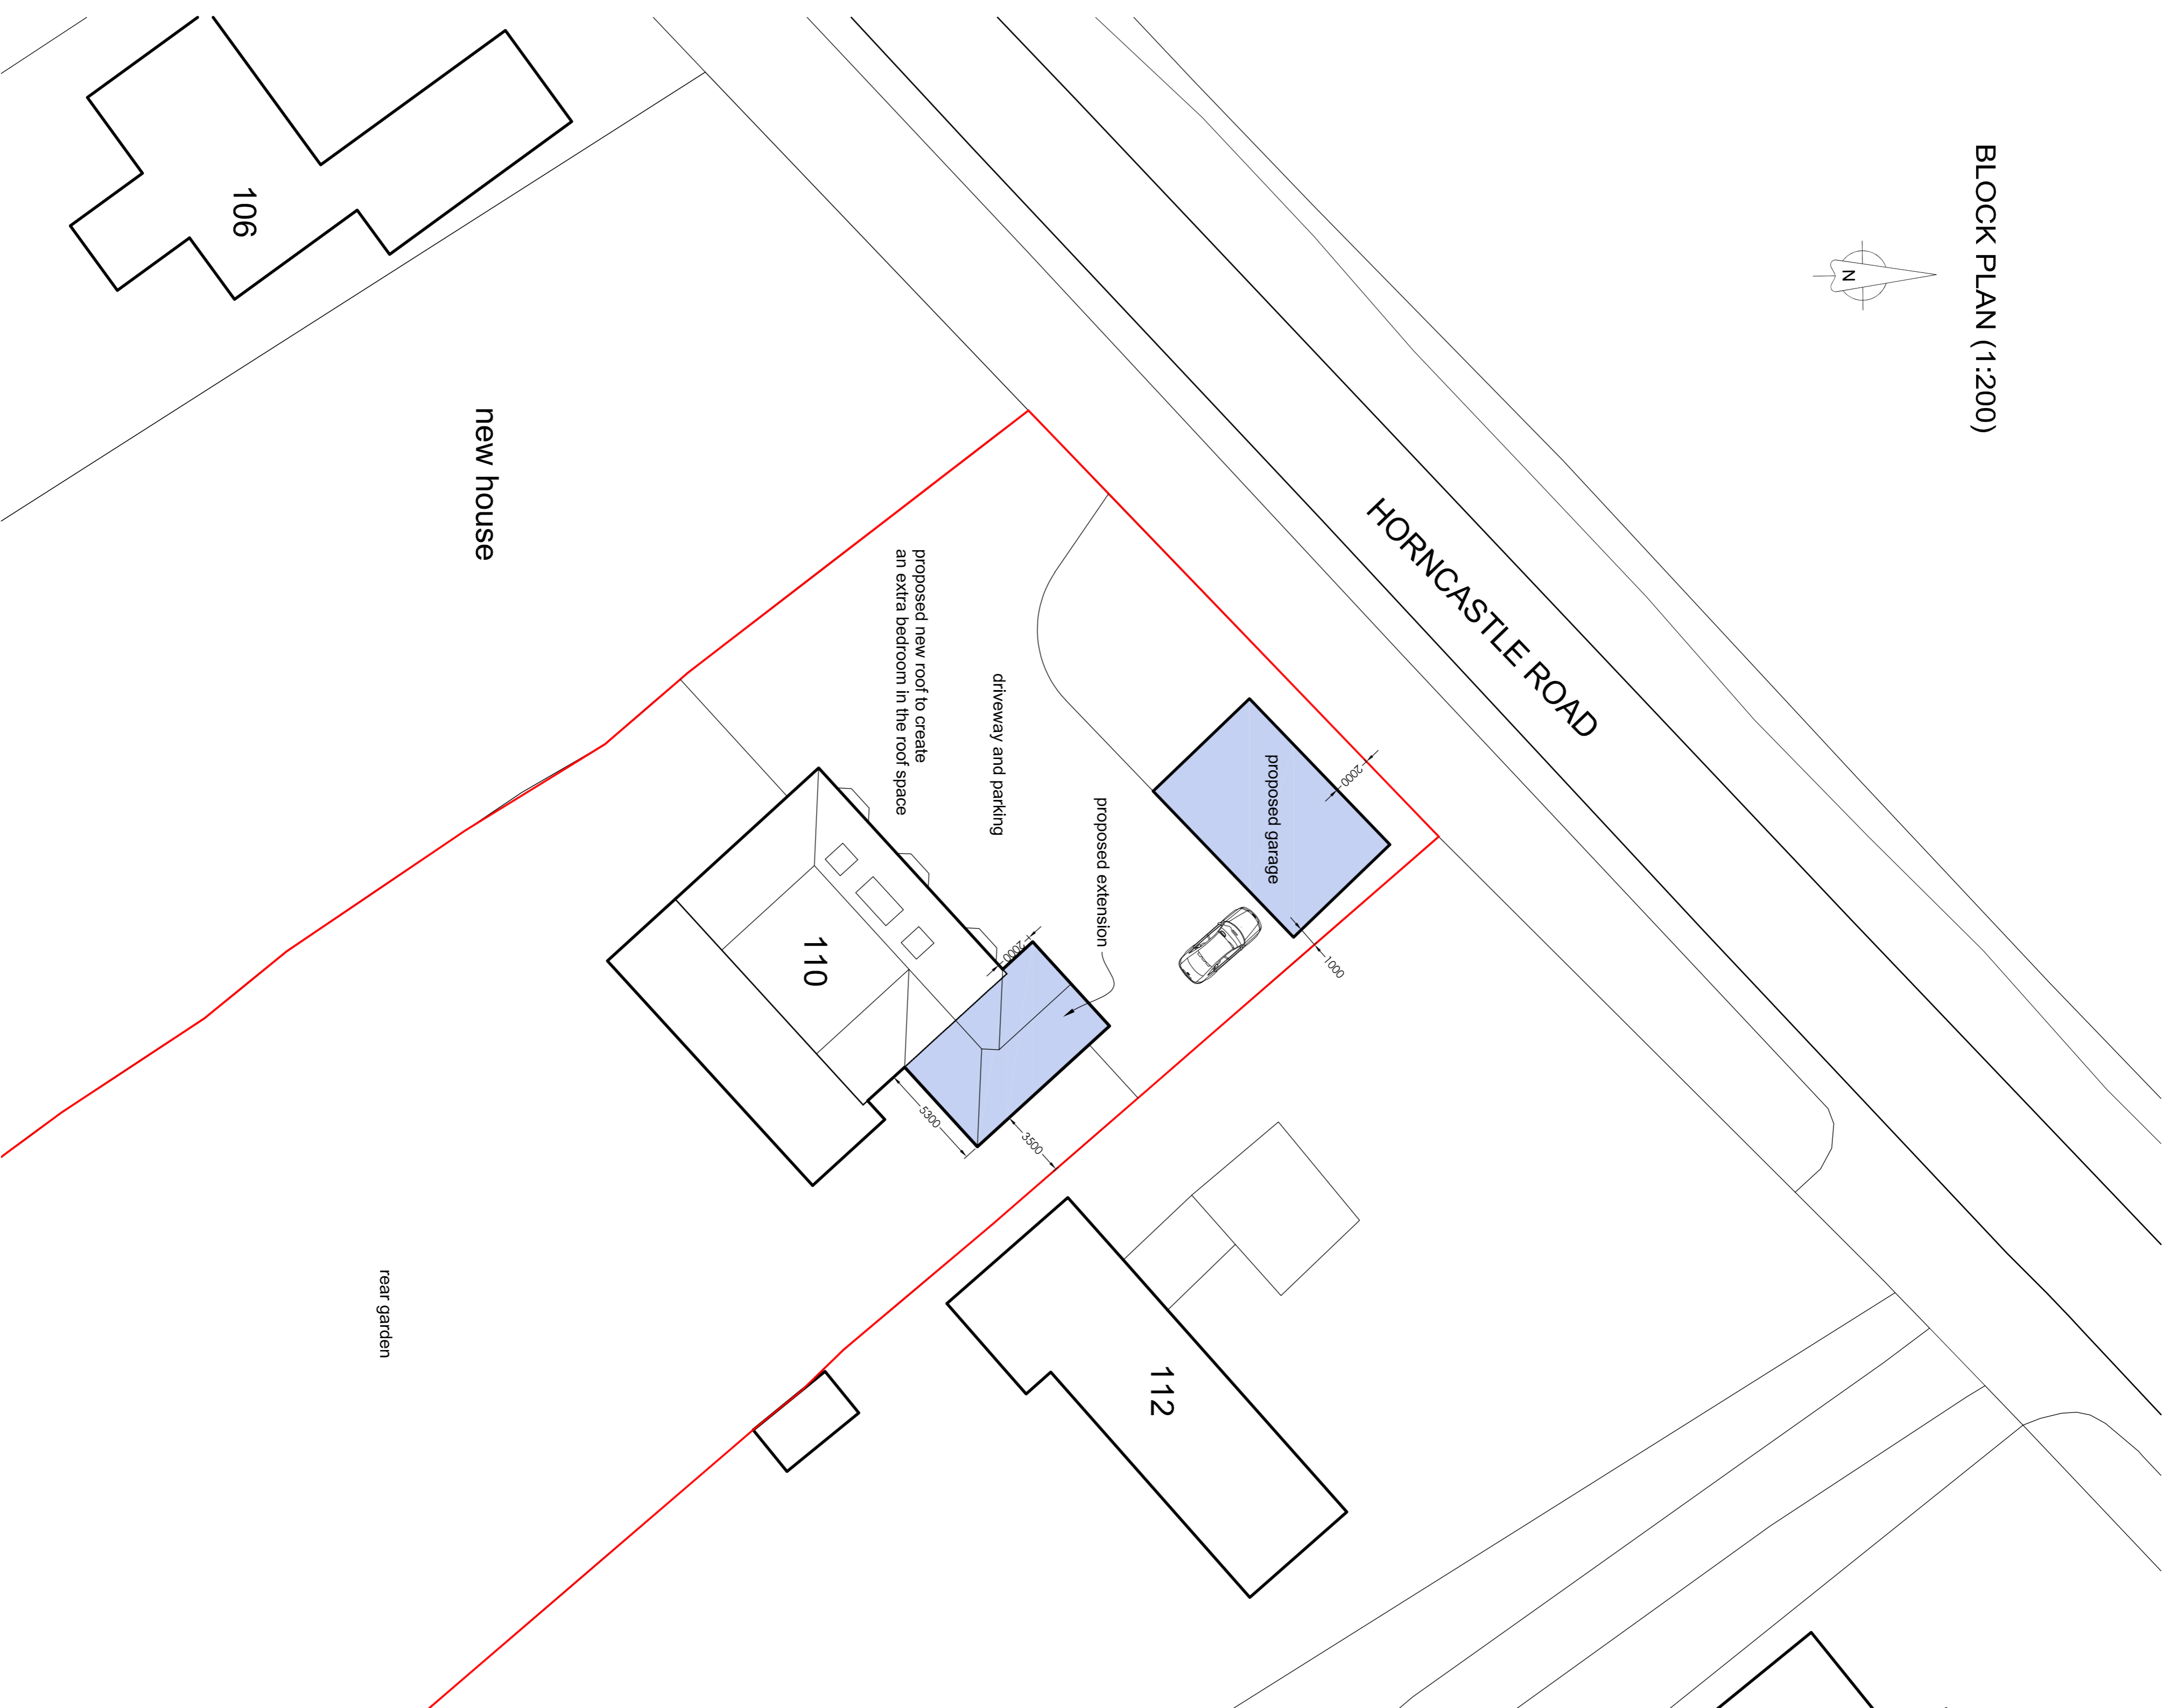 BLOCK PLAN (1:200)
N
HORNCASTLE ROAD
2000
proposed garage
1000
proposed extension
driveway and parking
proposed new roof to create
an extra bedroom in the roof space
2000
110
5300
3500
112
106
new house
rear garden